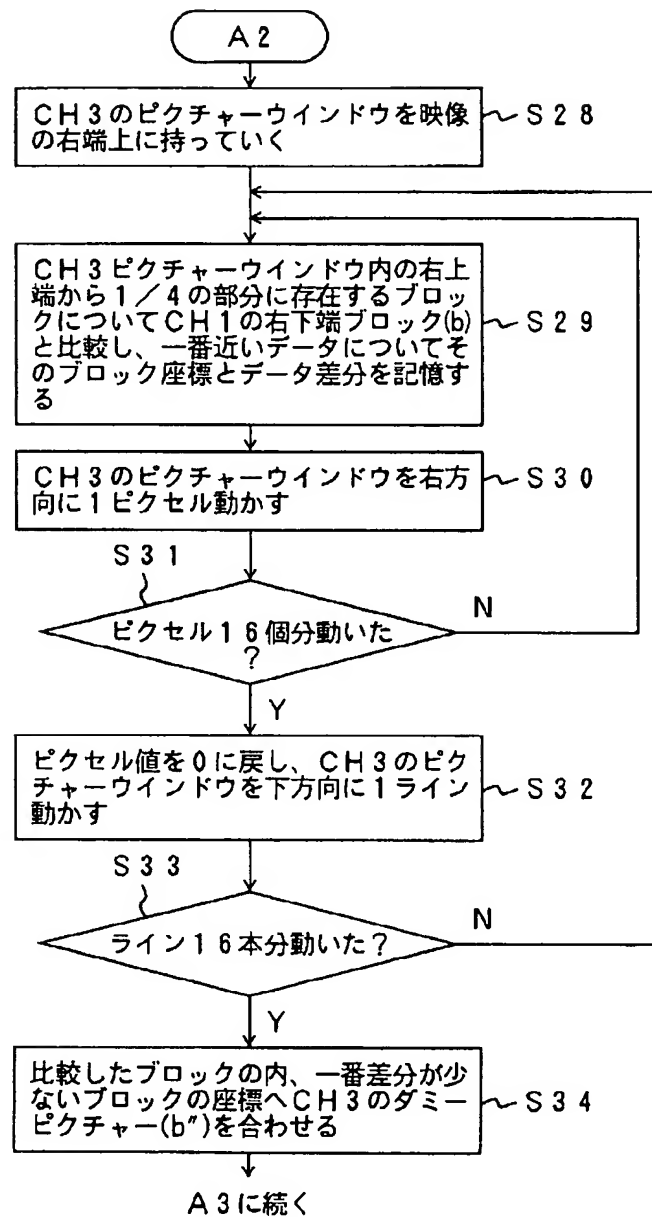 A2
CH3のピクチャーウインドウを映像
の右端上に持っていく
S28
CH3ピクチャーウインドウ内の右上
端から1/4の部分に存在するブロッ
クについてCH1の右下端ブロック(b)
と比較し、一番近いデータについてそ
のブロック座標とデータ差分を記憶す
る
S29
CH3のピクチャーウインドウを右方
向に1ピクセル動かす
S30
S31
ピクセル16個分動いた
?
N
Y
ピクセル値を0に戻し、CH3のピク
チャーウインドウを下方向に1ライン
動かす
S32
S33
ライン16本分動いた?
N
Y
比較したブロックの内、一番差分が少
ないブロックの座標へCH3のダミー
ピクチャー(b″)を合わせる
S34
A3に続く